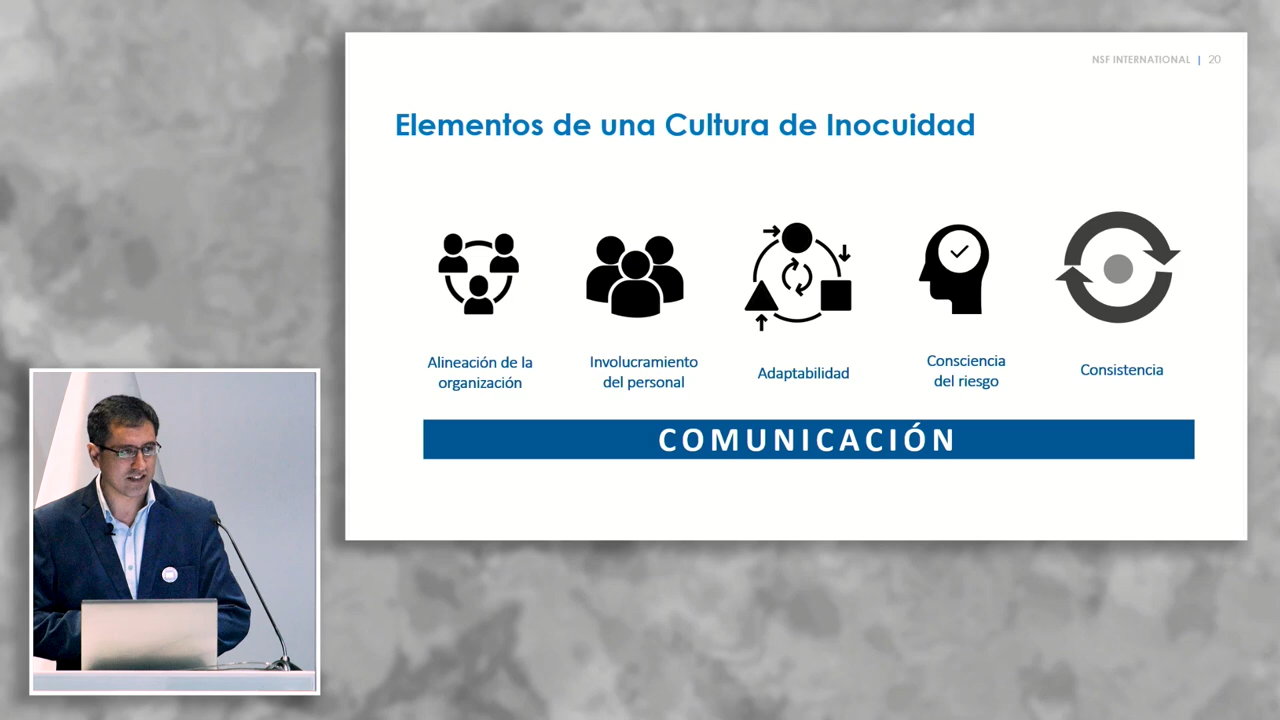 NSF INTERNATIONAL | 20
Elementos de una Cultura de Inocuidad
Alineación de la
organización
Involucramiento
del personal
Adaptabilidad
Consciencia
del riesgo
Consistencia
COMUNICACIÓN